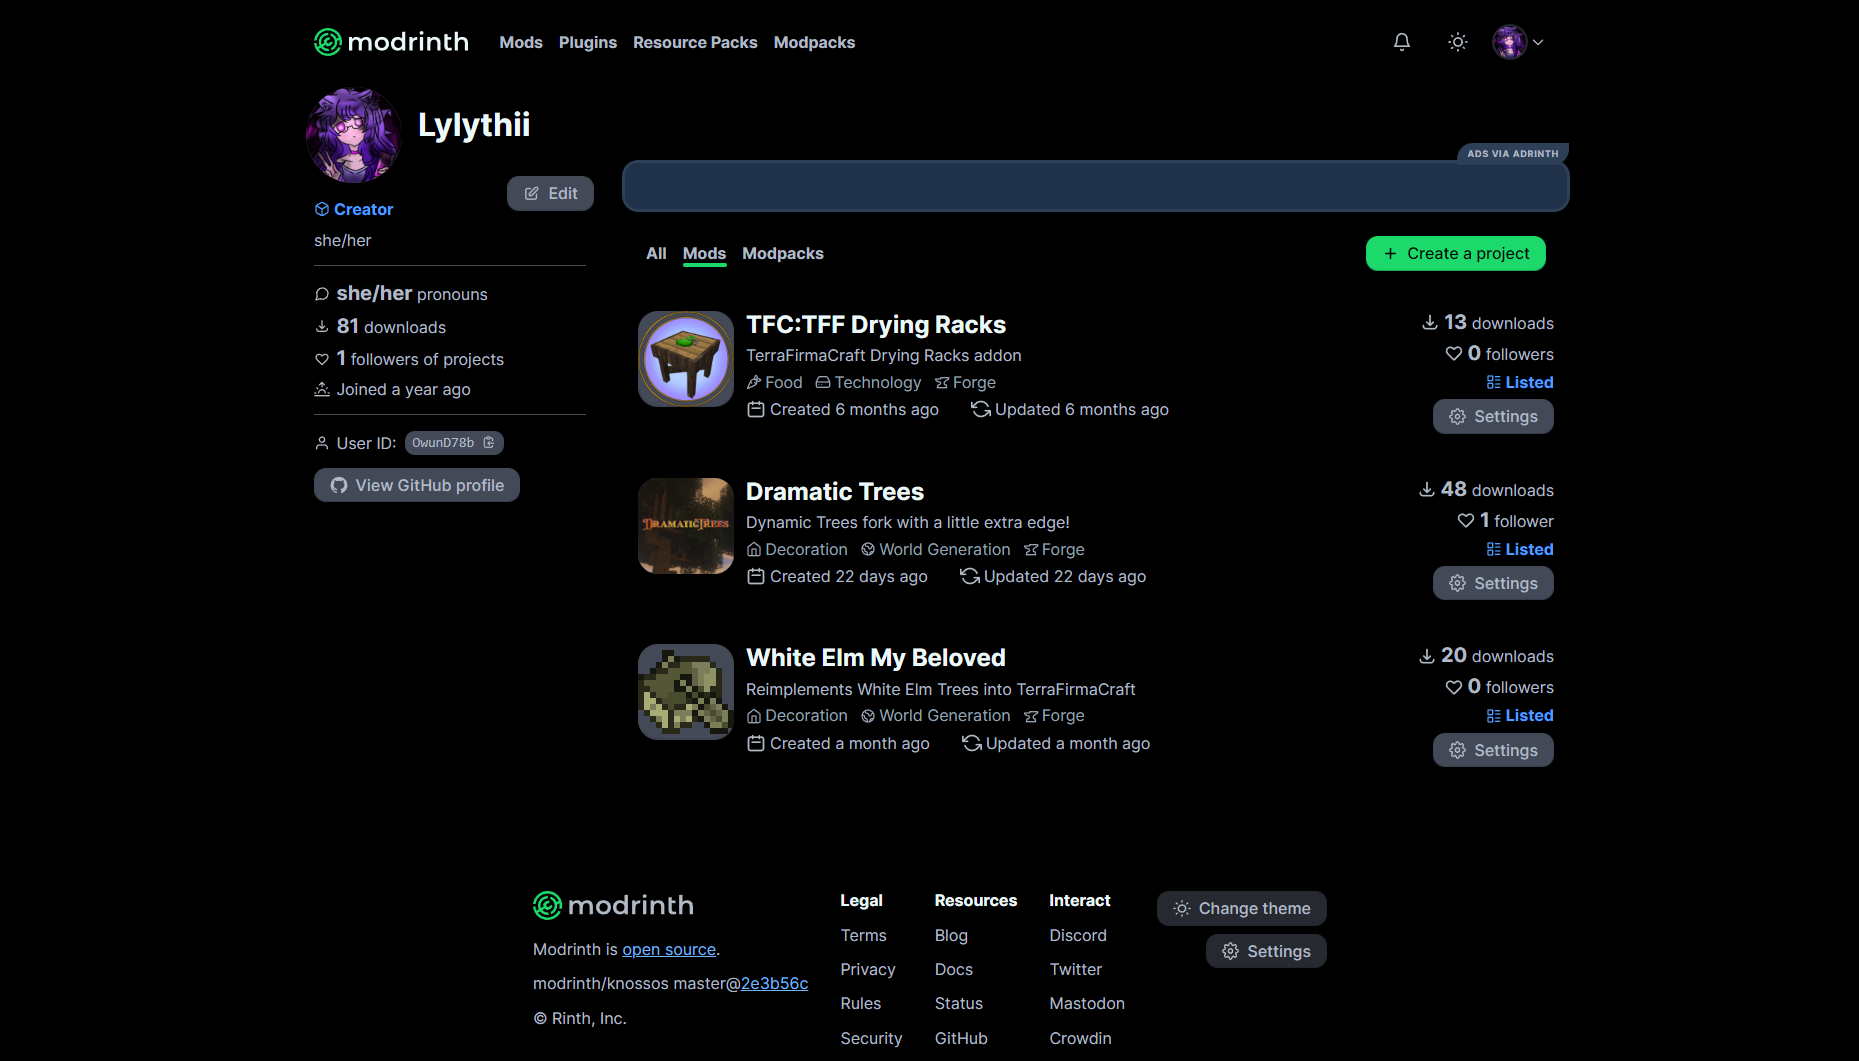 modrinth Mods Plugins Resource Packs Modpacks
Lylythii
Edit
Creator
she/her
she/her pronouns
81 downloads
1 followers of projects
Joined a year ago
User ID: OwunD78b
View GitHub profile
ADS VIA ADRINTH
All Mods Modpacks
+ Create a project
TFC:TFF Drying Racks
TerraFirmaCraft Drying Racks addon
Food Technology Forge
Created 6 months ago Updated 6 months ago
13 downloads
0 followers
Listed
Settings
DRAMATICTREES
Dramatic Trees
Dynamic Trees fork with a little extra edge!
Decoration World Generation Forge
Created 22 days ago Updated 22 days ago
48 downloads
1 follower
Listed
Settings
White Elm My Beloved
Reimplements White Elm Trees into TerraFirmaCraft
Decoration World Generation Forge
Created a month ago Updated a month ago
20 downloads
0 followers
Listed
Settings
modrinth
Modrinth is open source.
modrinth/knossos master@2e3b56c
© Rinth, Inc.
Legal
Terms
Privacy
Rules
Security
Resources
Blog
Docs
Status
GitHub
Interact
Discord
Twitter
Mastodon
Crowdin
Change theme
Settings